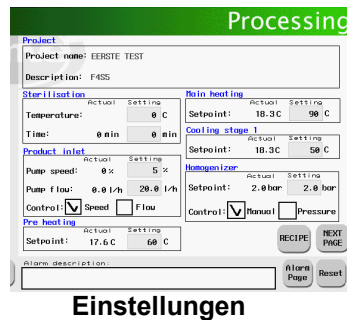 Processing
Project
Project name: EERSTE TEST
Description: F4S5
Sterilisation
Actual Setting
Temperature: 0 C
Time: 0 min 0 min
Product inlet
Actual Setting
Pump speed: 0 % 5 %
Pump flow: 0.0 l/h 20.0 l/h
Control: Speed Flow
Pre heating
Actual Setting
Setpoint: 17.6 C 60 C
Main heating
Actual Setting
Setpoint: 18.3C 90 C
Cooling stage 1
Actual Setting
Setpoint: 18.3C 50 C
Homogenizer
Actual Setting
Setpoint: 2.0 bar 2.0 bar
Control: Manual Pressure
RECIPE
NEXT
PAGE
Alarm description:
Alarm
Page
Reset
Einstellungen